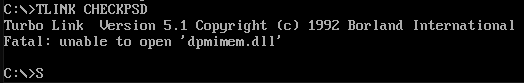 C:\>TLINK CHECKPSD
Turbo Link  Version 5.1 Copyright (c) 1992 Borland International
Fatal: unable to open 'dpmimem.dll'
C:\>S